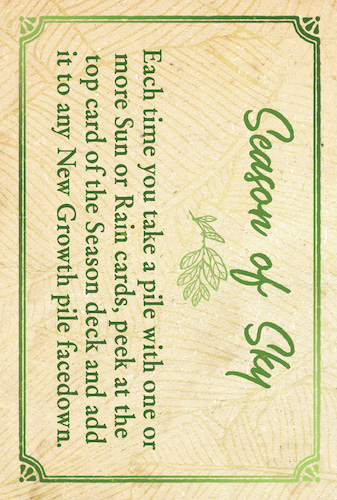 Season of Sky
Each time you take a pile with one or
more Sun or Rain cards, peek at the
top card of the Season deck and add
it to any New Growth pile facedown.